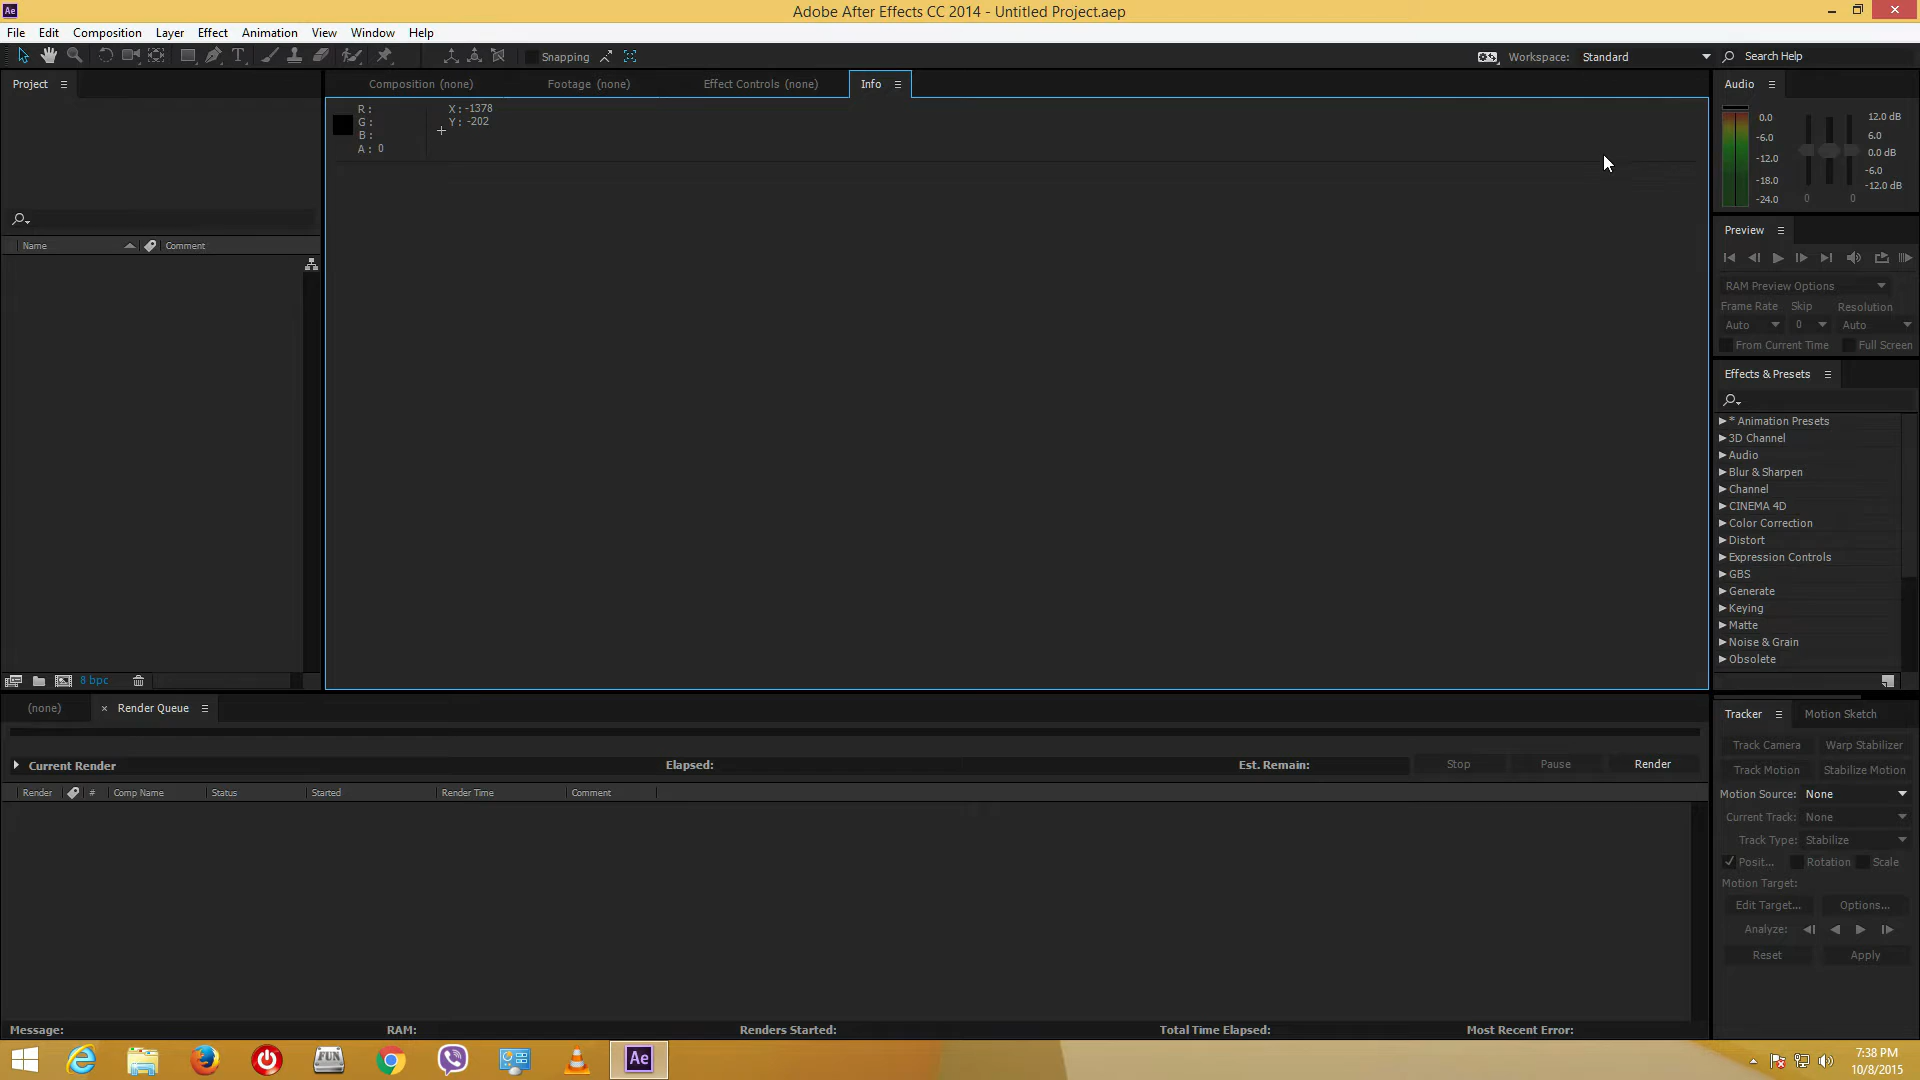 Ae Adobe After Effects CC 2014 - Untitled Project.aep
File Edit Composition Layer Effect Animation View Window Help
T Snapping Workspace: Standard Search Help
Project Composition (none) Footage (none) Effect Controls (none) Info Audio
R :
G :
B :
A : 0
X : -1378
Y : -202
0.0
-6.0
-12.0
-18.0
-24.0
12.0 dB
6.0
0.0 dB
-6.0
-12.0 dB
0 0
Name Comment
Preview
RAM Preview Options
Frame Rate Skip Resolution
Auto 0 Auto
From Current Time Full Screen
Effects & Presets
* Animation Presets
3D Channel
Audio
Blur & Sharpen
Channel
CINEMA 4D
Color Correction
Distort
Expression Controls
GBS
Generate
Keying
Matte
Noise & Grain
Obsolete
8 bpc
(none) × Render Queue
Current Render Elapsed: Est. Remain: Stop Pause Render
Render # Comp Name Status Started Render Time Comment
Tracker Motion Sketch
Track Camera Warp Stabilizer
Track Motion Stabilize Motion
Motion Source: None
Current Track: None
Track Type: Stabilize
Posit... Rotation Scale
Motion Target:
Edit Target... Options...
Analyze:
Reset Apply
Message: RAM: Renders Started: Total Time Elapsed: Most Recent Error:
FUN Ae
7:38 PM
10/8/2015